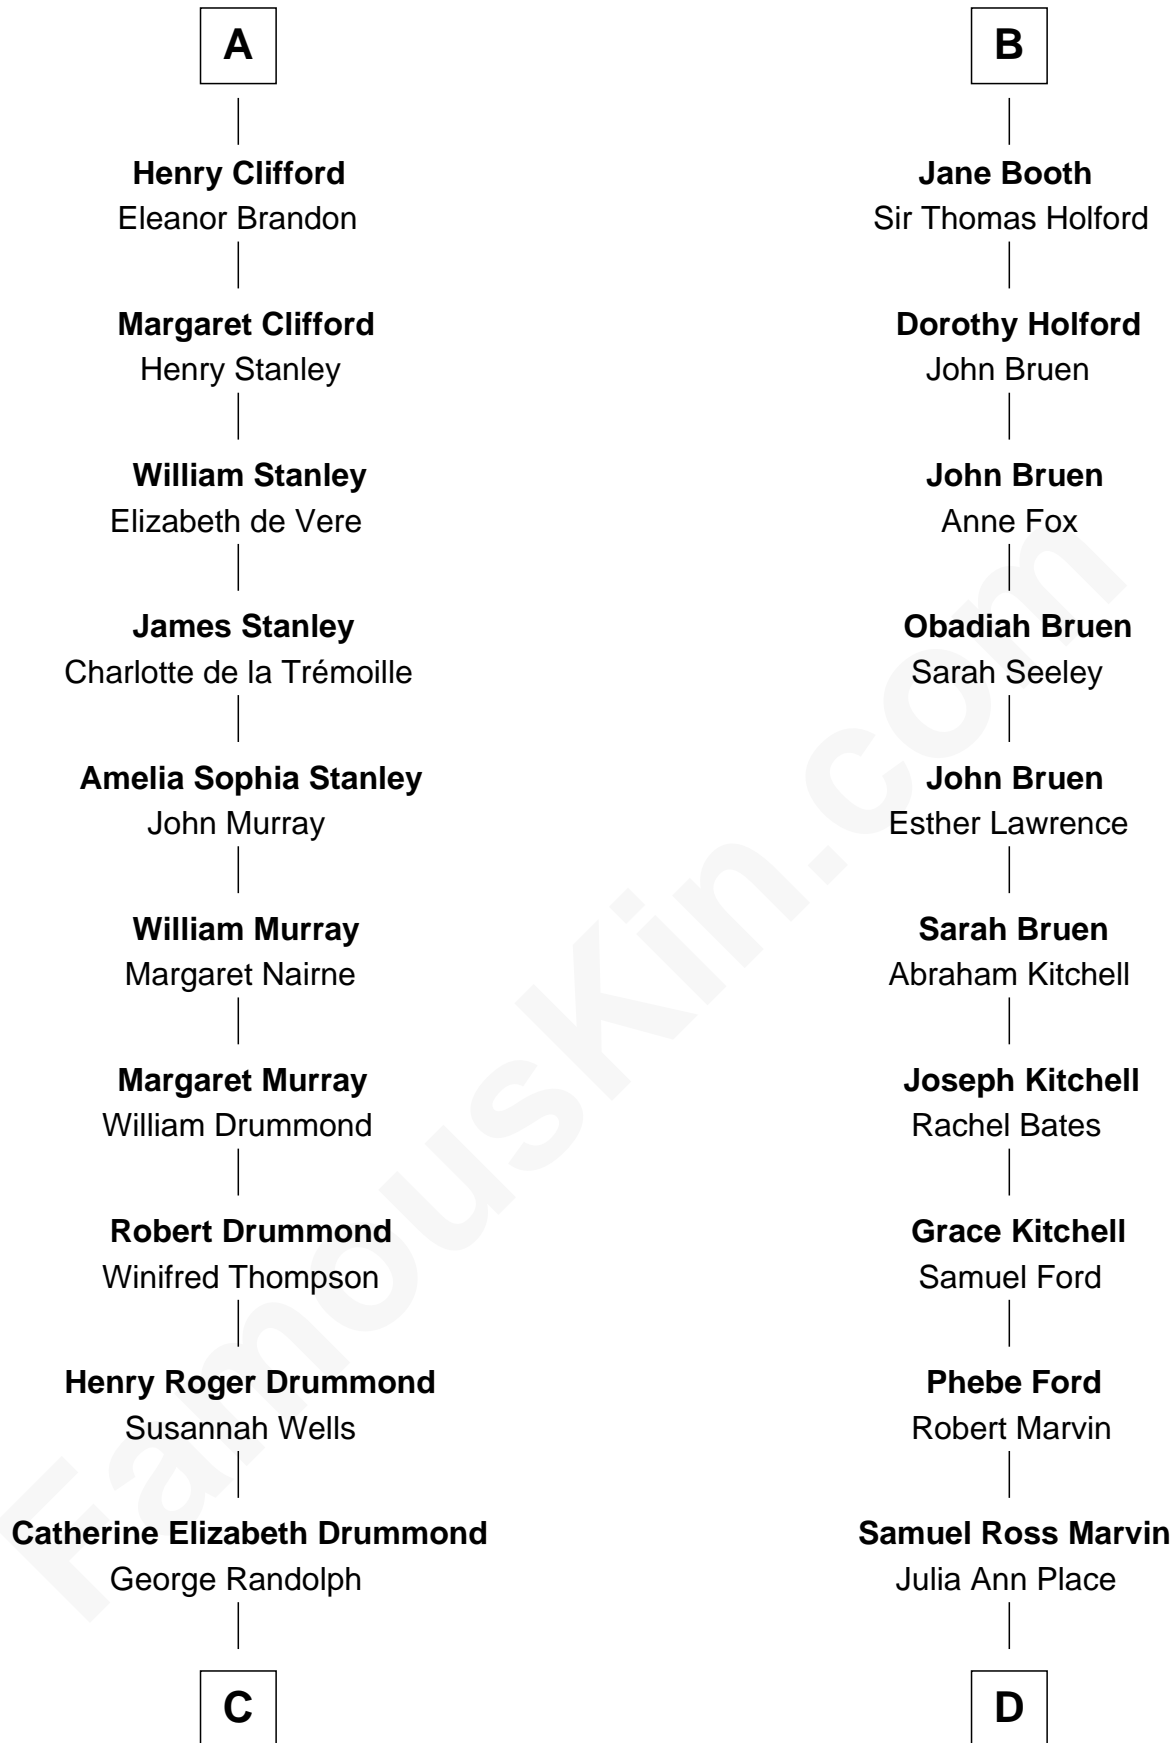 A
Henry Clifford
Eleanor Brandon
Margaret Clifford
Henry Stanley
William Stanley
Elizabeth de Vere
James Stanley
Charlotte de la Trémoille
Amelia Sophia Stanley
John Murray
William Murray
Margaret Nairne
Margaret Murray
William Drummond
Robert Drummond
Winifred Thompson
Henry Roger Drummond
Susannah Wells
Catherine Elizabeth Drummond
George Randolph
C
B
Jane Booth
Sir Thomas Holford
Dorothy Holford
John Bruen
John Bruen
Anne Fox
Obadiah Bruen
Sarah Seeley
John Bruen
Esther Lawrence
Sarah Bruen
Abraham Kitchell
Joseph Kitchell
Rachel Bates
Grace Kitchell
Samuel Ford
Phebe Ford
Robert Marvin
Samuel Ross Marvin
Julia Ann Place
D
FamousKin.com